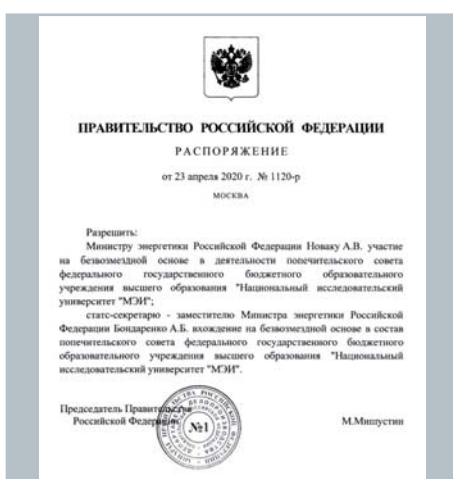 ПРАВИТЕЛЬСТВО РОССИЙСКОЙ ФЕДЕРАЦИИ
РАСПОРЯЖЕНИЕ
от 23 апреля 2020 г. № 1120-р
МОСКВА
Разрешить:
Министру энергетики Российской Федерации Новаку А.В. участие
на безвозмездной основе в деятельности попечительского совета
федерального государственного бюджетного образовательного
учреждения высшего образования "Национальный исследовательский
университет "МЭИ";
статс-секретарю - заместителю Министра энергетики Российской
Федерации Бондаренко А.Б. вхождение на безвозмездной основе в состав
попечительского совета федерального государственного бюджетного
образовательного учреждения высшего образования "Национальный
исследовательский университет "МЭИ".
Председатель Правительства
Российской Федерации
М.Мишустин
№1